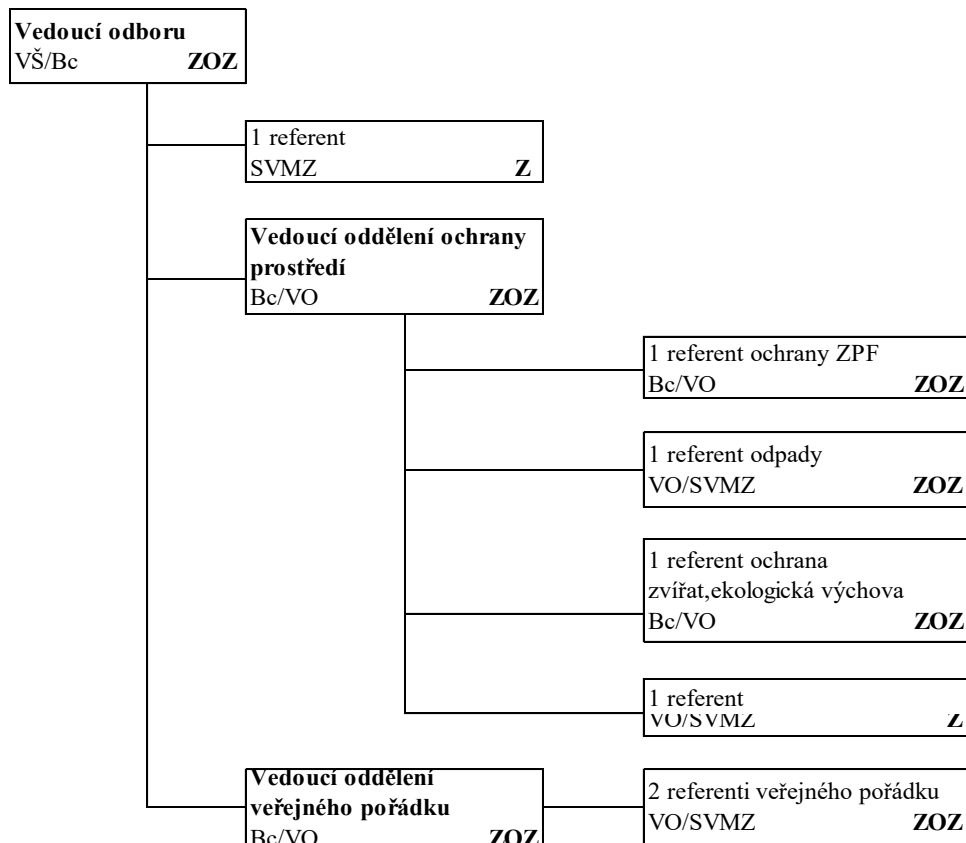 Vedoucí odboru
VŠ/Bc ZOZ
1 referent
SVMZ Z
Vedoucí oddělení ochrany
prostředí
Bc/VO ZOZ
1 referent ochrany ZPF
Bc/VO ZOZ
1 referent odpady
VO/SVMZ ZOZ
1 referent ochrana
zvířat,ekologická výchova
Bc/VO ZOZ
1 referent
VO/SVMZ Z
Vedoucí oddělení
veřejného pořádku
Bc/VO ZOZ
2 referenti veřejného pořádku
VO/SVMZ ZOZ